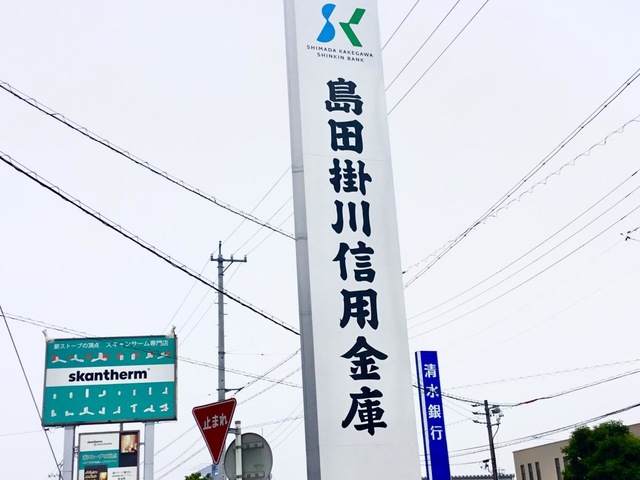 SHIMADA KAKEGAWA
SHINKIN BANK
島田掛川信用金庫
薪ストーブの頂点 スキャンサーム専門店
skantherm
止まれ
清水銀行